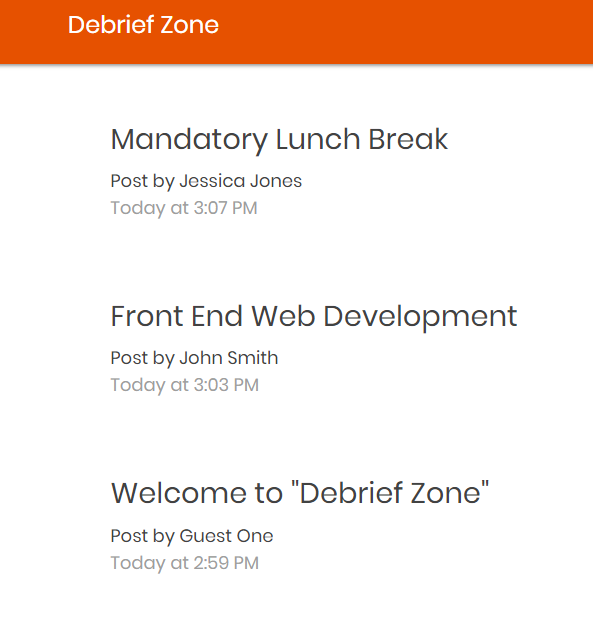 Debrief Zone
Mandatory Lunch Break
Post by Jessica Jones
Today at 3:07 PM
Front End Web Development
Post by John Smith
Today at 3:03 PM
Welcome to "Debrief Zone"
Post by Guest One
Today at 2:59 PM